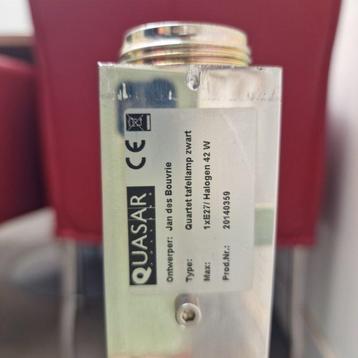 QUASAR
CE
Ontwerper: Jan des Bouvrie
Type: Quartet tafellamp zwart
Max: 1xE27/ Halogen 42 W
Prod.Nr.: 20140359